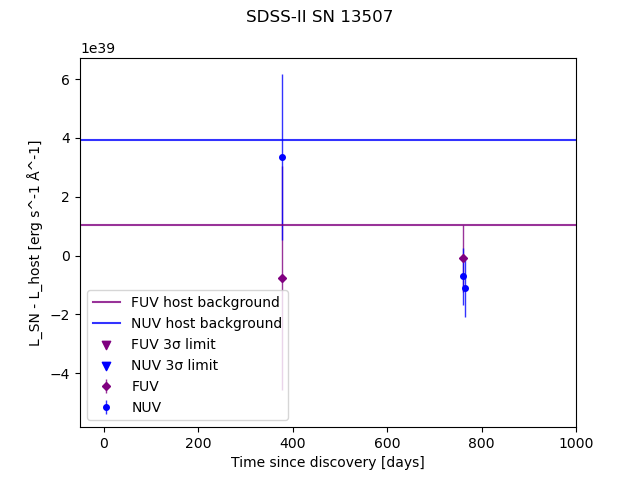 SDSS-II SN 13507
1e39
6
4
2
0
−2
−4
L_SN - L_host [erg s^-1 Å^-1]
FUV host background
NUV host background
FUV 3σ limit
NUV 3σ limit
FUV
NUV
0 200 400 600 800 1000
Time since discovery [days]